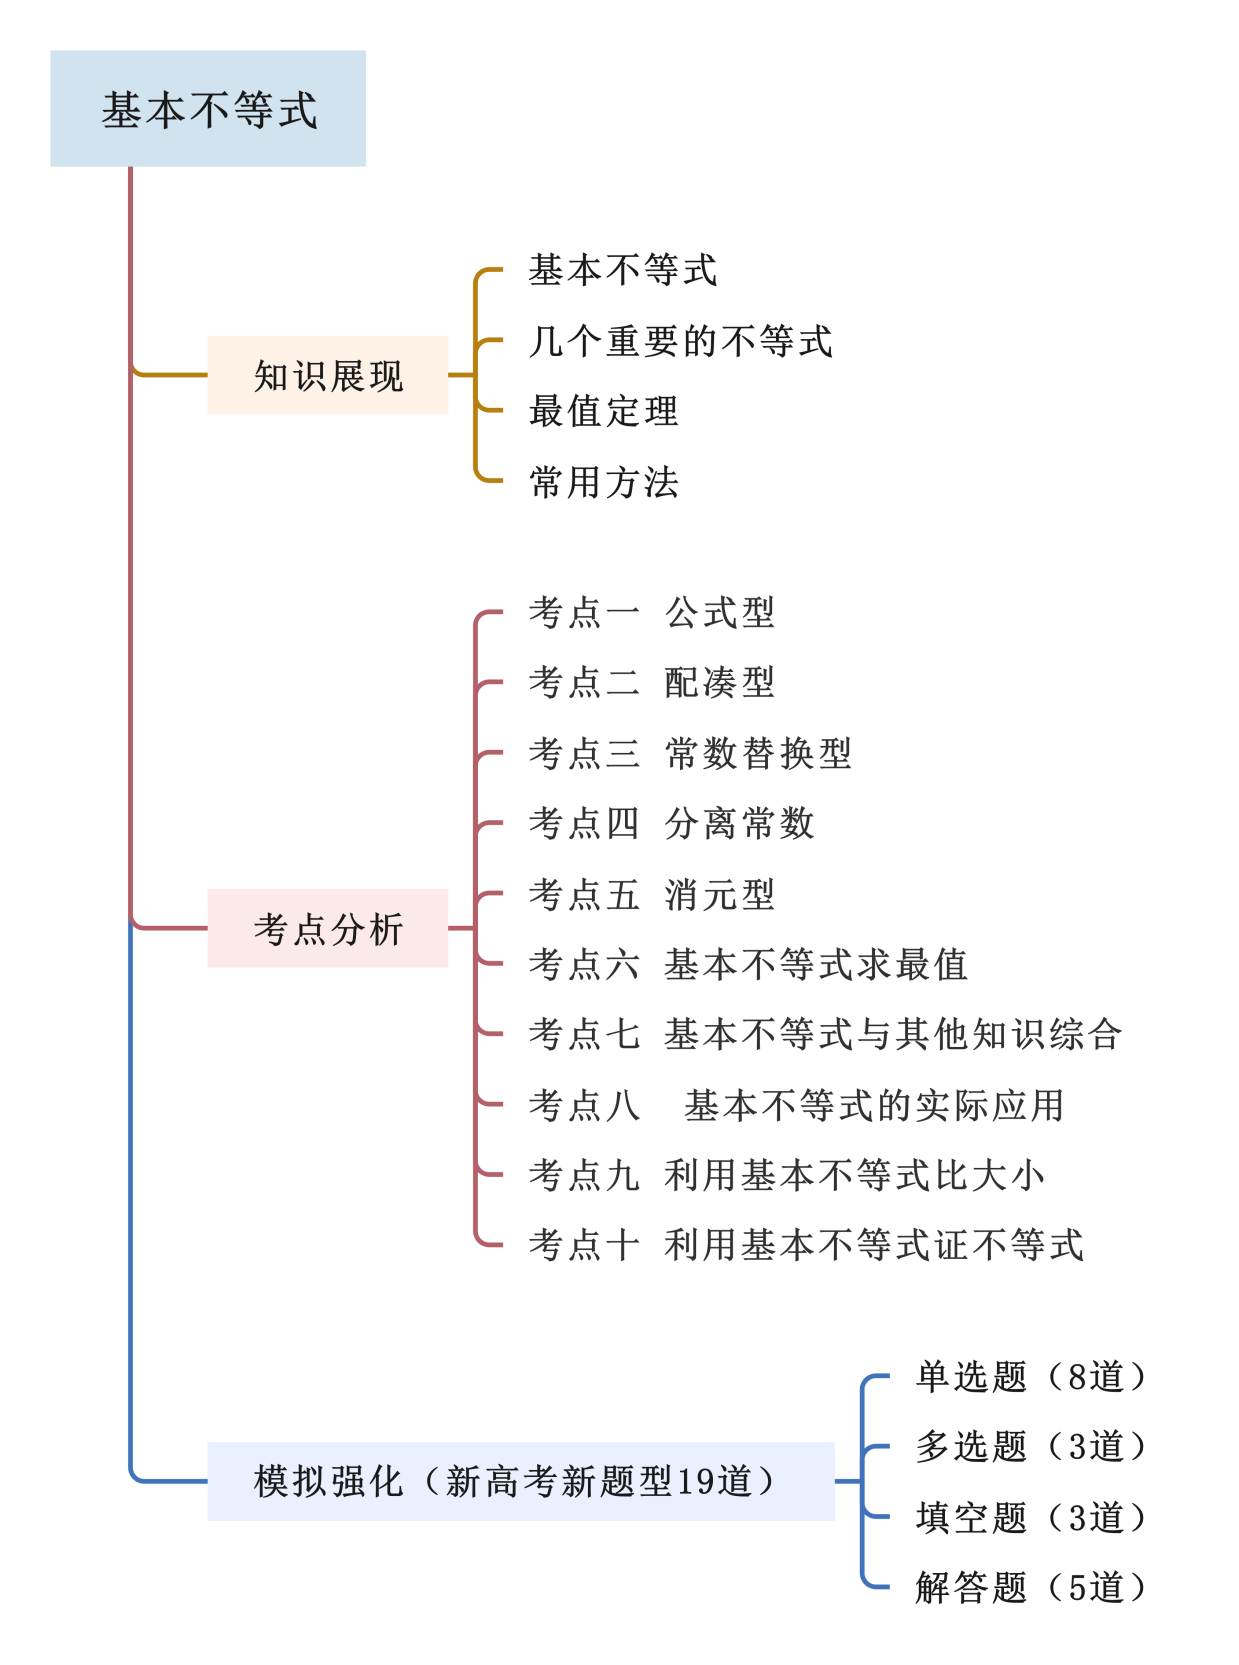 基本不等式
知识展现
基本不等式
几个重要的不等式
最值定理
常用方法
考点分析
考点一 公式型
考点二 配凑型
考点三 常数替换型
考点四 分离常数
考点五 消元型
考点六 基本不等式求最值
考点七 基本不等式与其他知识综合
考点八 基本不等式的实际应用
考点九 利用基本不等式比大小
考点十 利用基本不等式证不等式
模拟强化（新高考新题型19道）
单选题（8道）
多选题（3道）
填空题（3道）
解答题（5道）